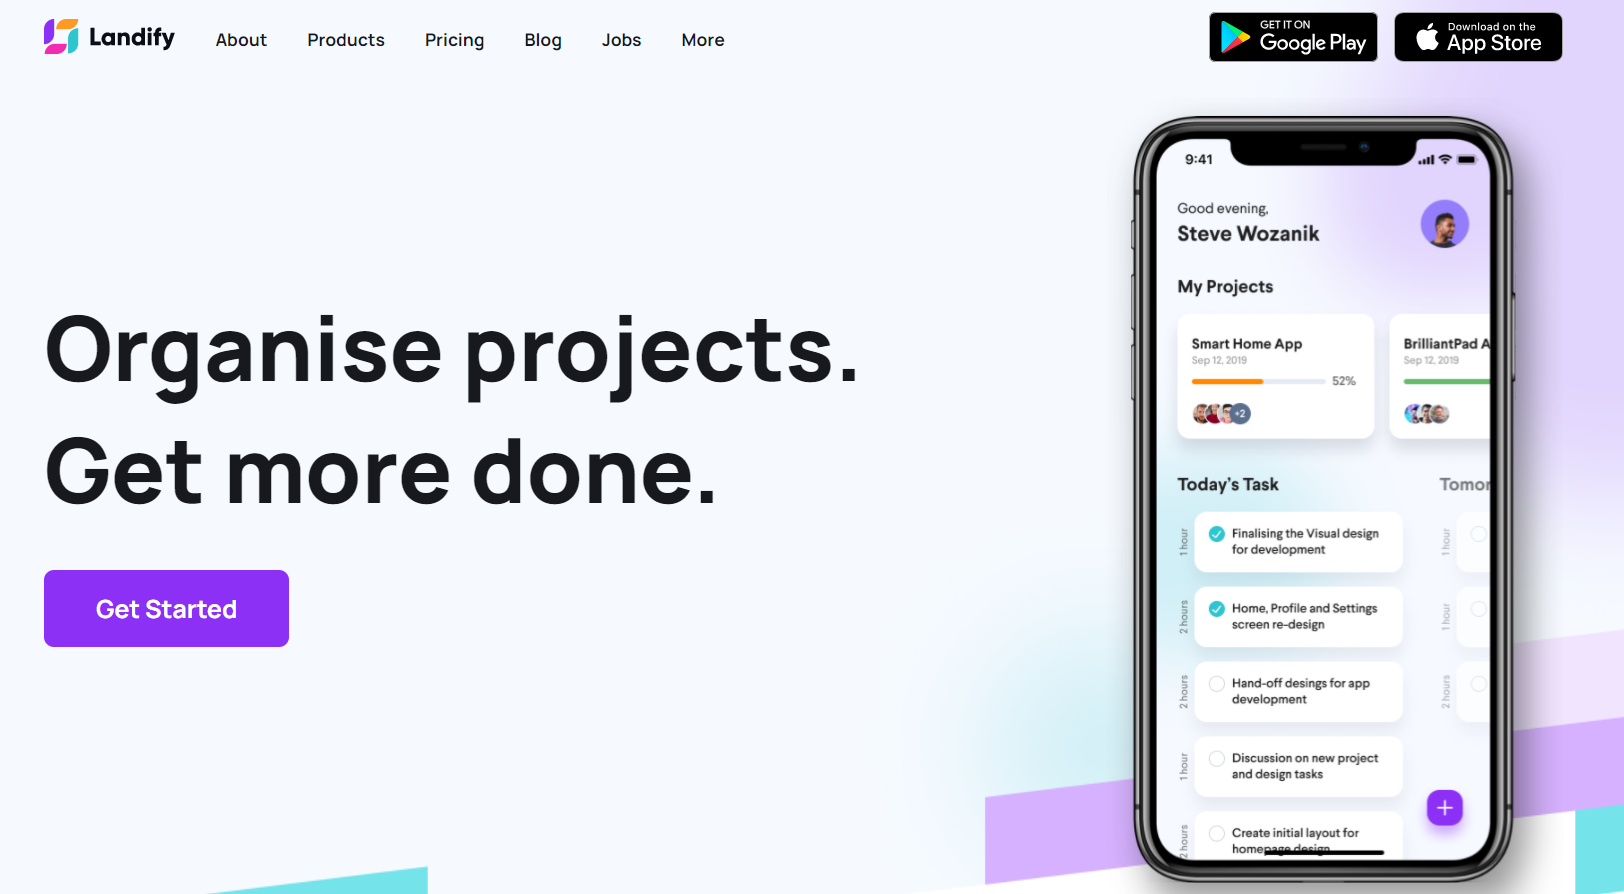 Landify
About
Products
Pricing
Blog
Jobs
More
GET IT ON
Google Play
Download on the
App Store
Organise projects.
Get more done.
Get Started
9:41
Good evening,
Steve Wozanik
My Projects
Smart Home App
Sep 12, 2019
52%
+2
BrilliantPad A
Sep 12, 2019
Today's Task
Tomor
1 hour
Finalising the Visual design
for development
1 hour
2 hours
Home, Profile and Settings
screen re-design
1 hour
2 hours
Hand-off desings for app
development
2 hours
1 hour
Discussion on new project
and design tasks
2 hours
Create initial layout for
homepage design